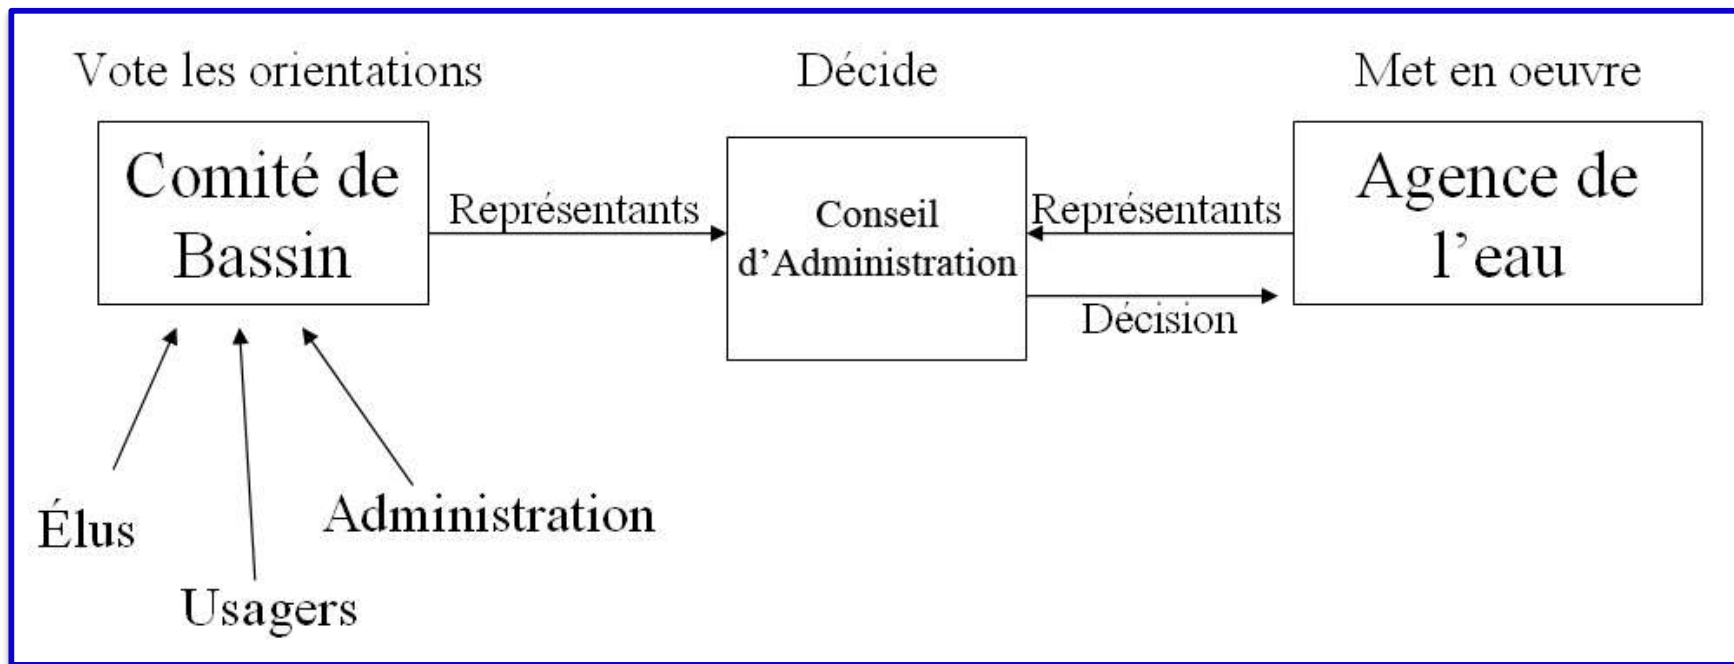 Vote les orientations
Décide
Met en oeuvre
Comité de
Bassin
Représentants
Conseil
d’Administration
Représentants
Agence de
l’eau
Décision
Élus
Administration
Usagers